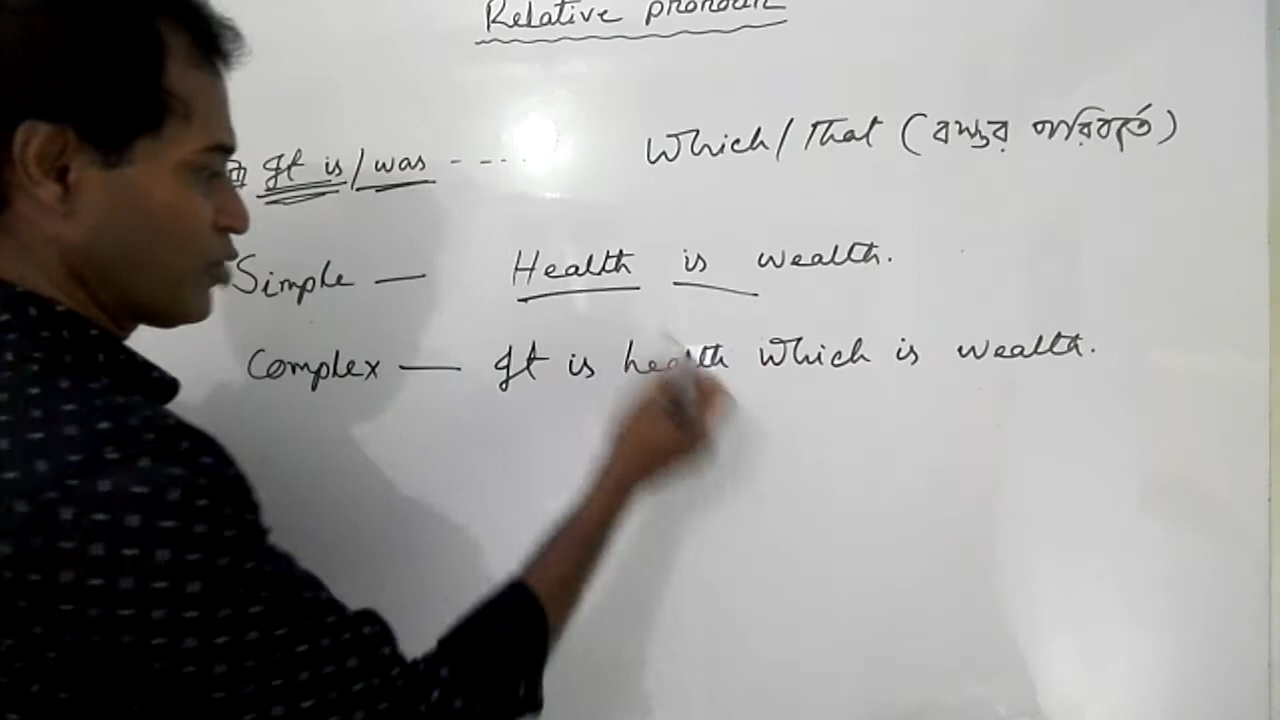 Relative pronoun
It is/was - - - - Which/That (বস্তুর পরিবর্তে)
Simple — Health is wealth.
Complex — It is health which is wealth.